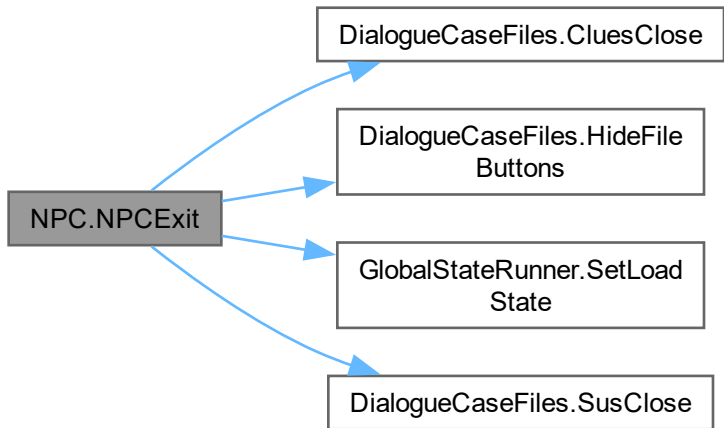 DialogueCaseFiles.CluesClose
DialogueCaseFiles.HideFile
Buttons
NPC.NPCExit
GlobalStateRunner.SetLoad
State
DialogueCaseFiles.SusClose